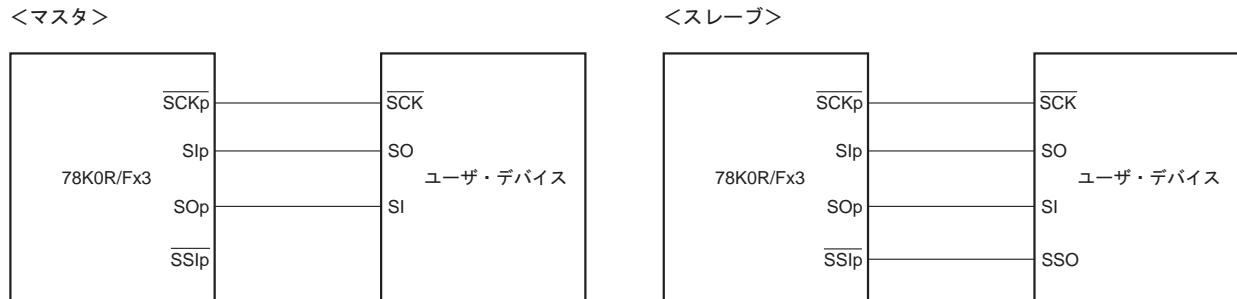 <マスタ>
SCKp
SCK
SIp
SO
78K0R/Fx3
ユーザ・デバイス
SOp
SI
SSIp
<スレーブ>
SCKp
SCK
SIp
SO
78K0R/Fx3
ユーザ・デバイス
SOp
SI
SSIp
SSO